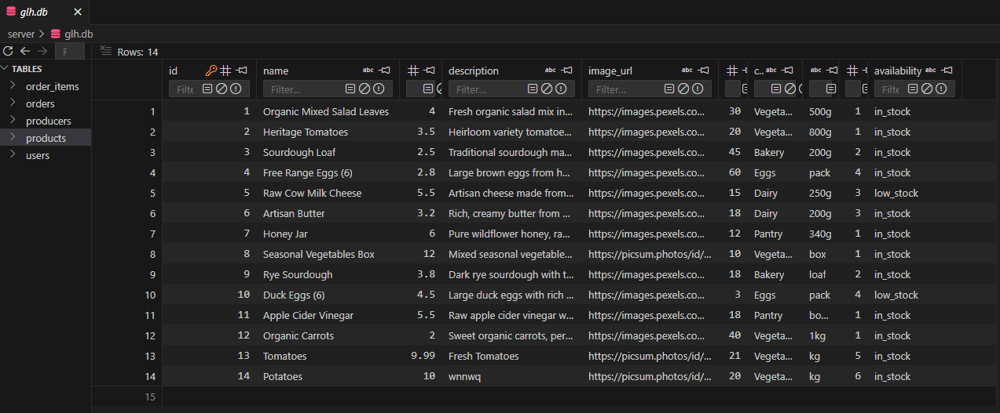 glh.db
server > glh.db
F Rows: 14
TABLES
order_items
orders
producers
products
users
id name description image_url c... availability
Filte Filter... Filter... Filter... Filte
1 1 Organic Mixed Salad Leaves 4 Fresh organic salad mix in... https://images.pexels.co... 30 Vegeta... 500g 1 in_stock
2 2 Heritage Tomatoes 3.5 Heirloom variety tomatoe... https://images.pexels.co... 20 Vegeta... 800g 1 in_stock
3 3 Sourdough Loaf 2.5 Traditional sourdough ma... https://images.pexels.co... 45 Bakery 200g 2 in_stock
4 4 Free Range Eggs (6) 2.8 Large brown eggs from h... https://images.pexels.co... 60 Eggs pack 4 in_stock
5 5 Raw Cow Milk Cheese 5.5 Artisan cheese made from... https://images.pexels.co... 15 Dairy 250g 3 low_stock
6 6 Artisan Butter 3.2 Rich, creamy butter from ... https://images.pexels.co... 18 Dairy 200g 3 in_stock
7 7 Honey Jar 6 Pure wildflower honey, ra... https://images.pexels.co... 12 Pantry 340g 1 in_stock
8 8 Seasonal Vegetables Box 12 Mixed seasonal vegetable... https://picsum.photos/id/... 10 Vegeta... box 1 in_stock
9 9 Rye Sourdough 3.8 Dark rye sourdough with t... https://images.pexels.co... 18 Bakery loaf 2 in_stock
10 10 Duck Eggs (6) 4.5 Large duck eggs with rich ... https://images.pexels.co... 3 Eggs pack 4 low_stock
11 11 Apple Cider Vinegar 5.5 Raw apple cider vinegar w... https://images.pexels.co... 18 Pantry bo... 1 in_stock
12 12 Organic Carrots 2 Sweet organic carrots, per... https://images.pexels.co... 40 Vegeta... 1kg 1 in_stock
13 13 Tomatoes 9.99 Fresh Tomatoes https://picsum.photos/id/... 21 Vegeta... kg 5 in_stock
14 14 Potatoes 10 wnnwq https://picsum.photos/id/... 20 Vegeta... kg 6 in_stock
15